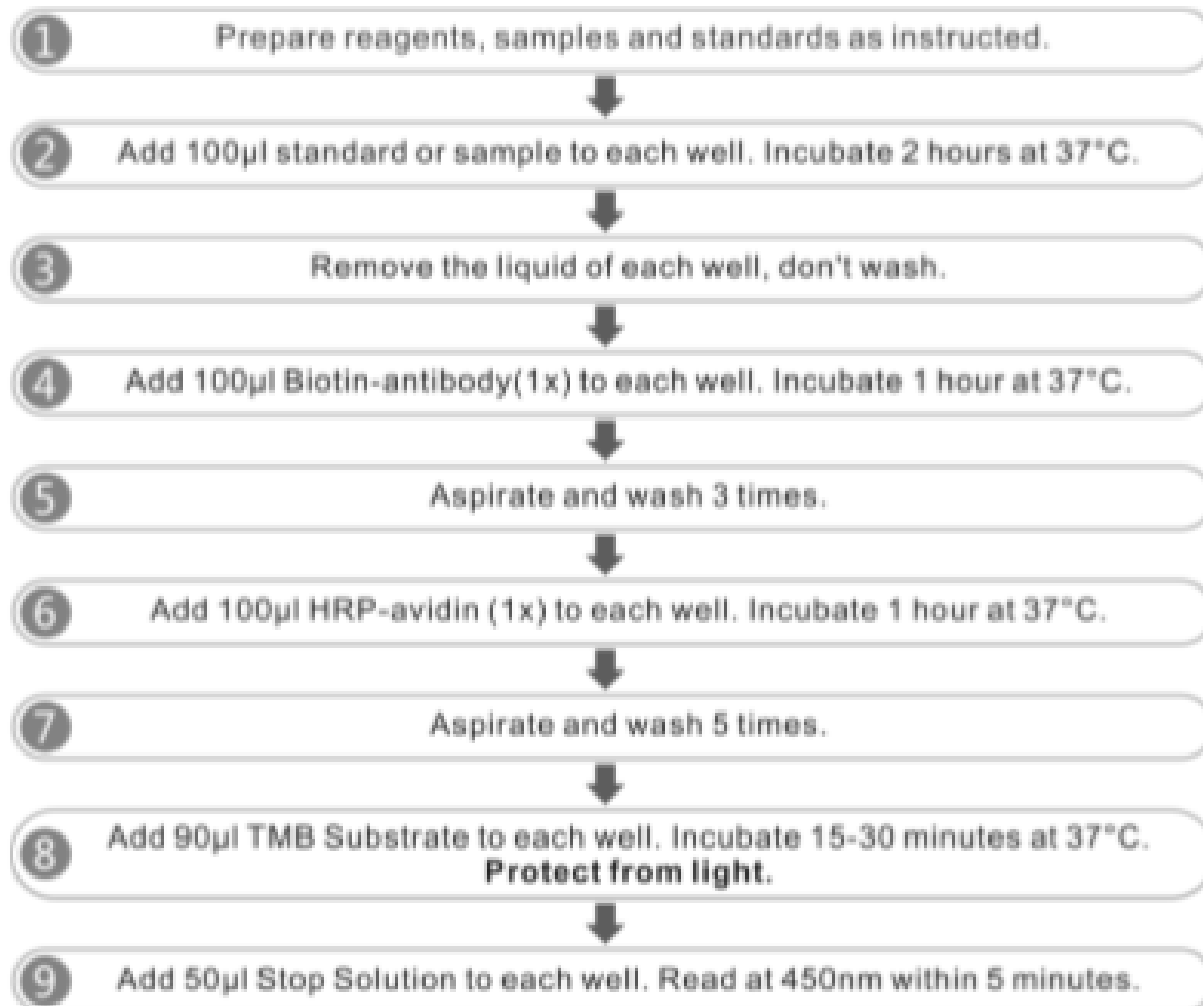 1 Prepare reagents, samples and standards as instructed.
2 Add 100µl standard or sample to each well. Incubate 2 hours at 37°C.
3 Remove the liquid of each well, don't wash.
4 Add 100µl Biotin-antibody(1x) to each well. Incubate 1 hour at 37°C.
5 Aspirate and wash 3 times.
6 Add 100µl HRP-avidin (1x) to each well. Incubate 1 hour at 37°C.
7 Aspirate and wash 5 times.
8 Add 90µl TMB Substrate to each well. Incubate 15-30 minutes at 37°C.
Protect from light.
9 Add 50µl Stop Solution to each well. Read at 450nm within 5 minutes.